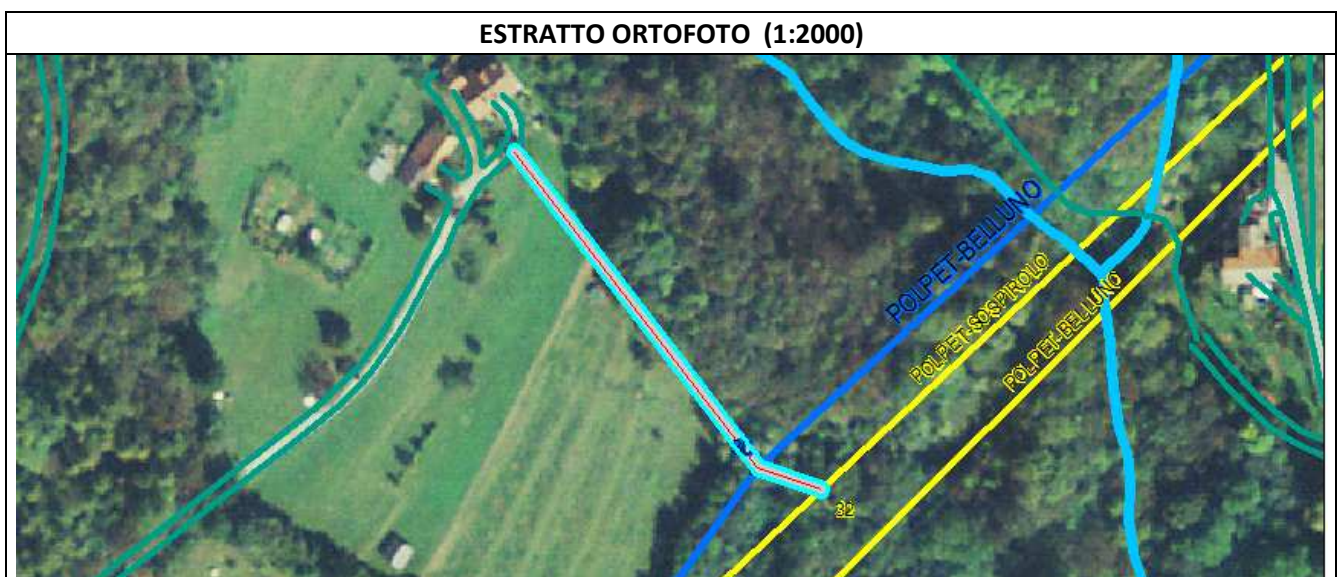 ESTRATTO ORTOFOTO (1:2000)
POLPET-BELLUNO
POLPET-SOSPIROLO
POLPET-BELLUNO
32